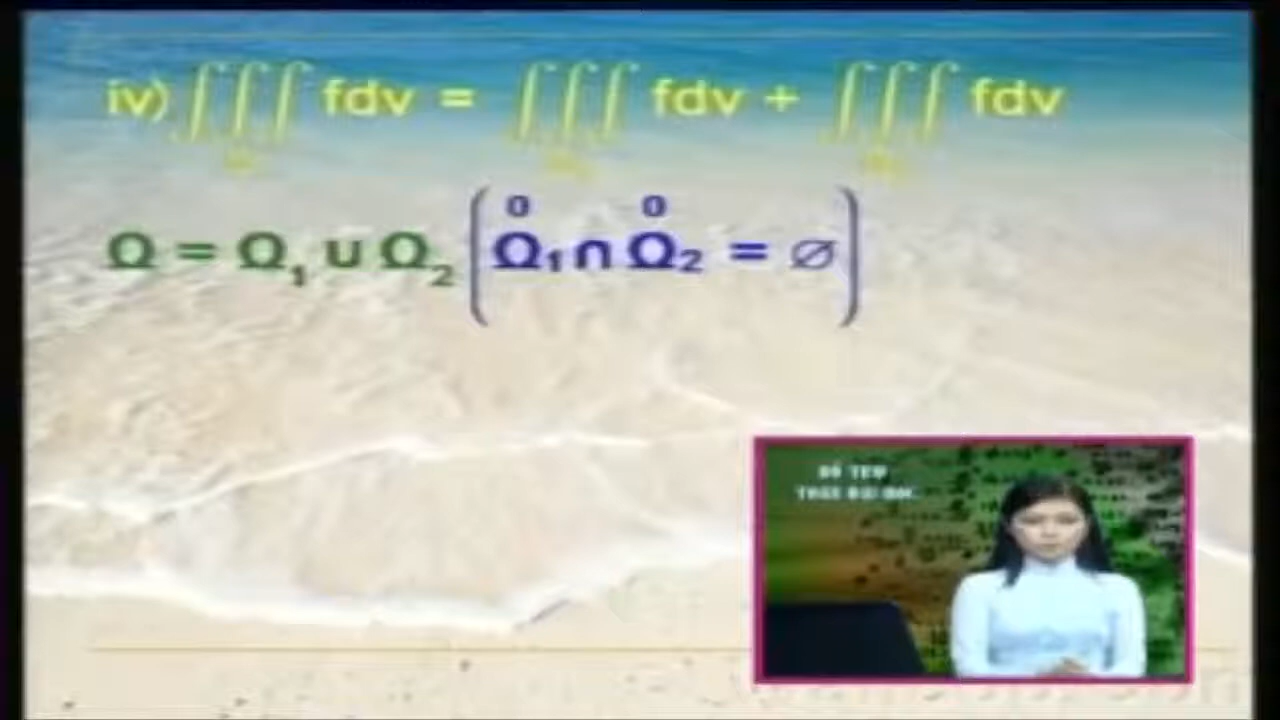 iv) ∭ fdv = ∭ fdv + ∭ fdv
Ω = Ω₁ ∪ Ω₂ (Ω̊₁ ∩ Ω̊₂ = ∅)